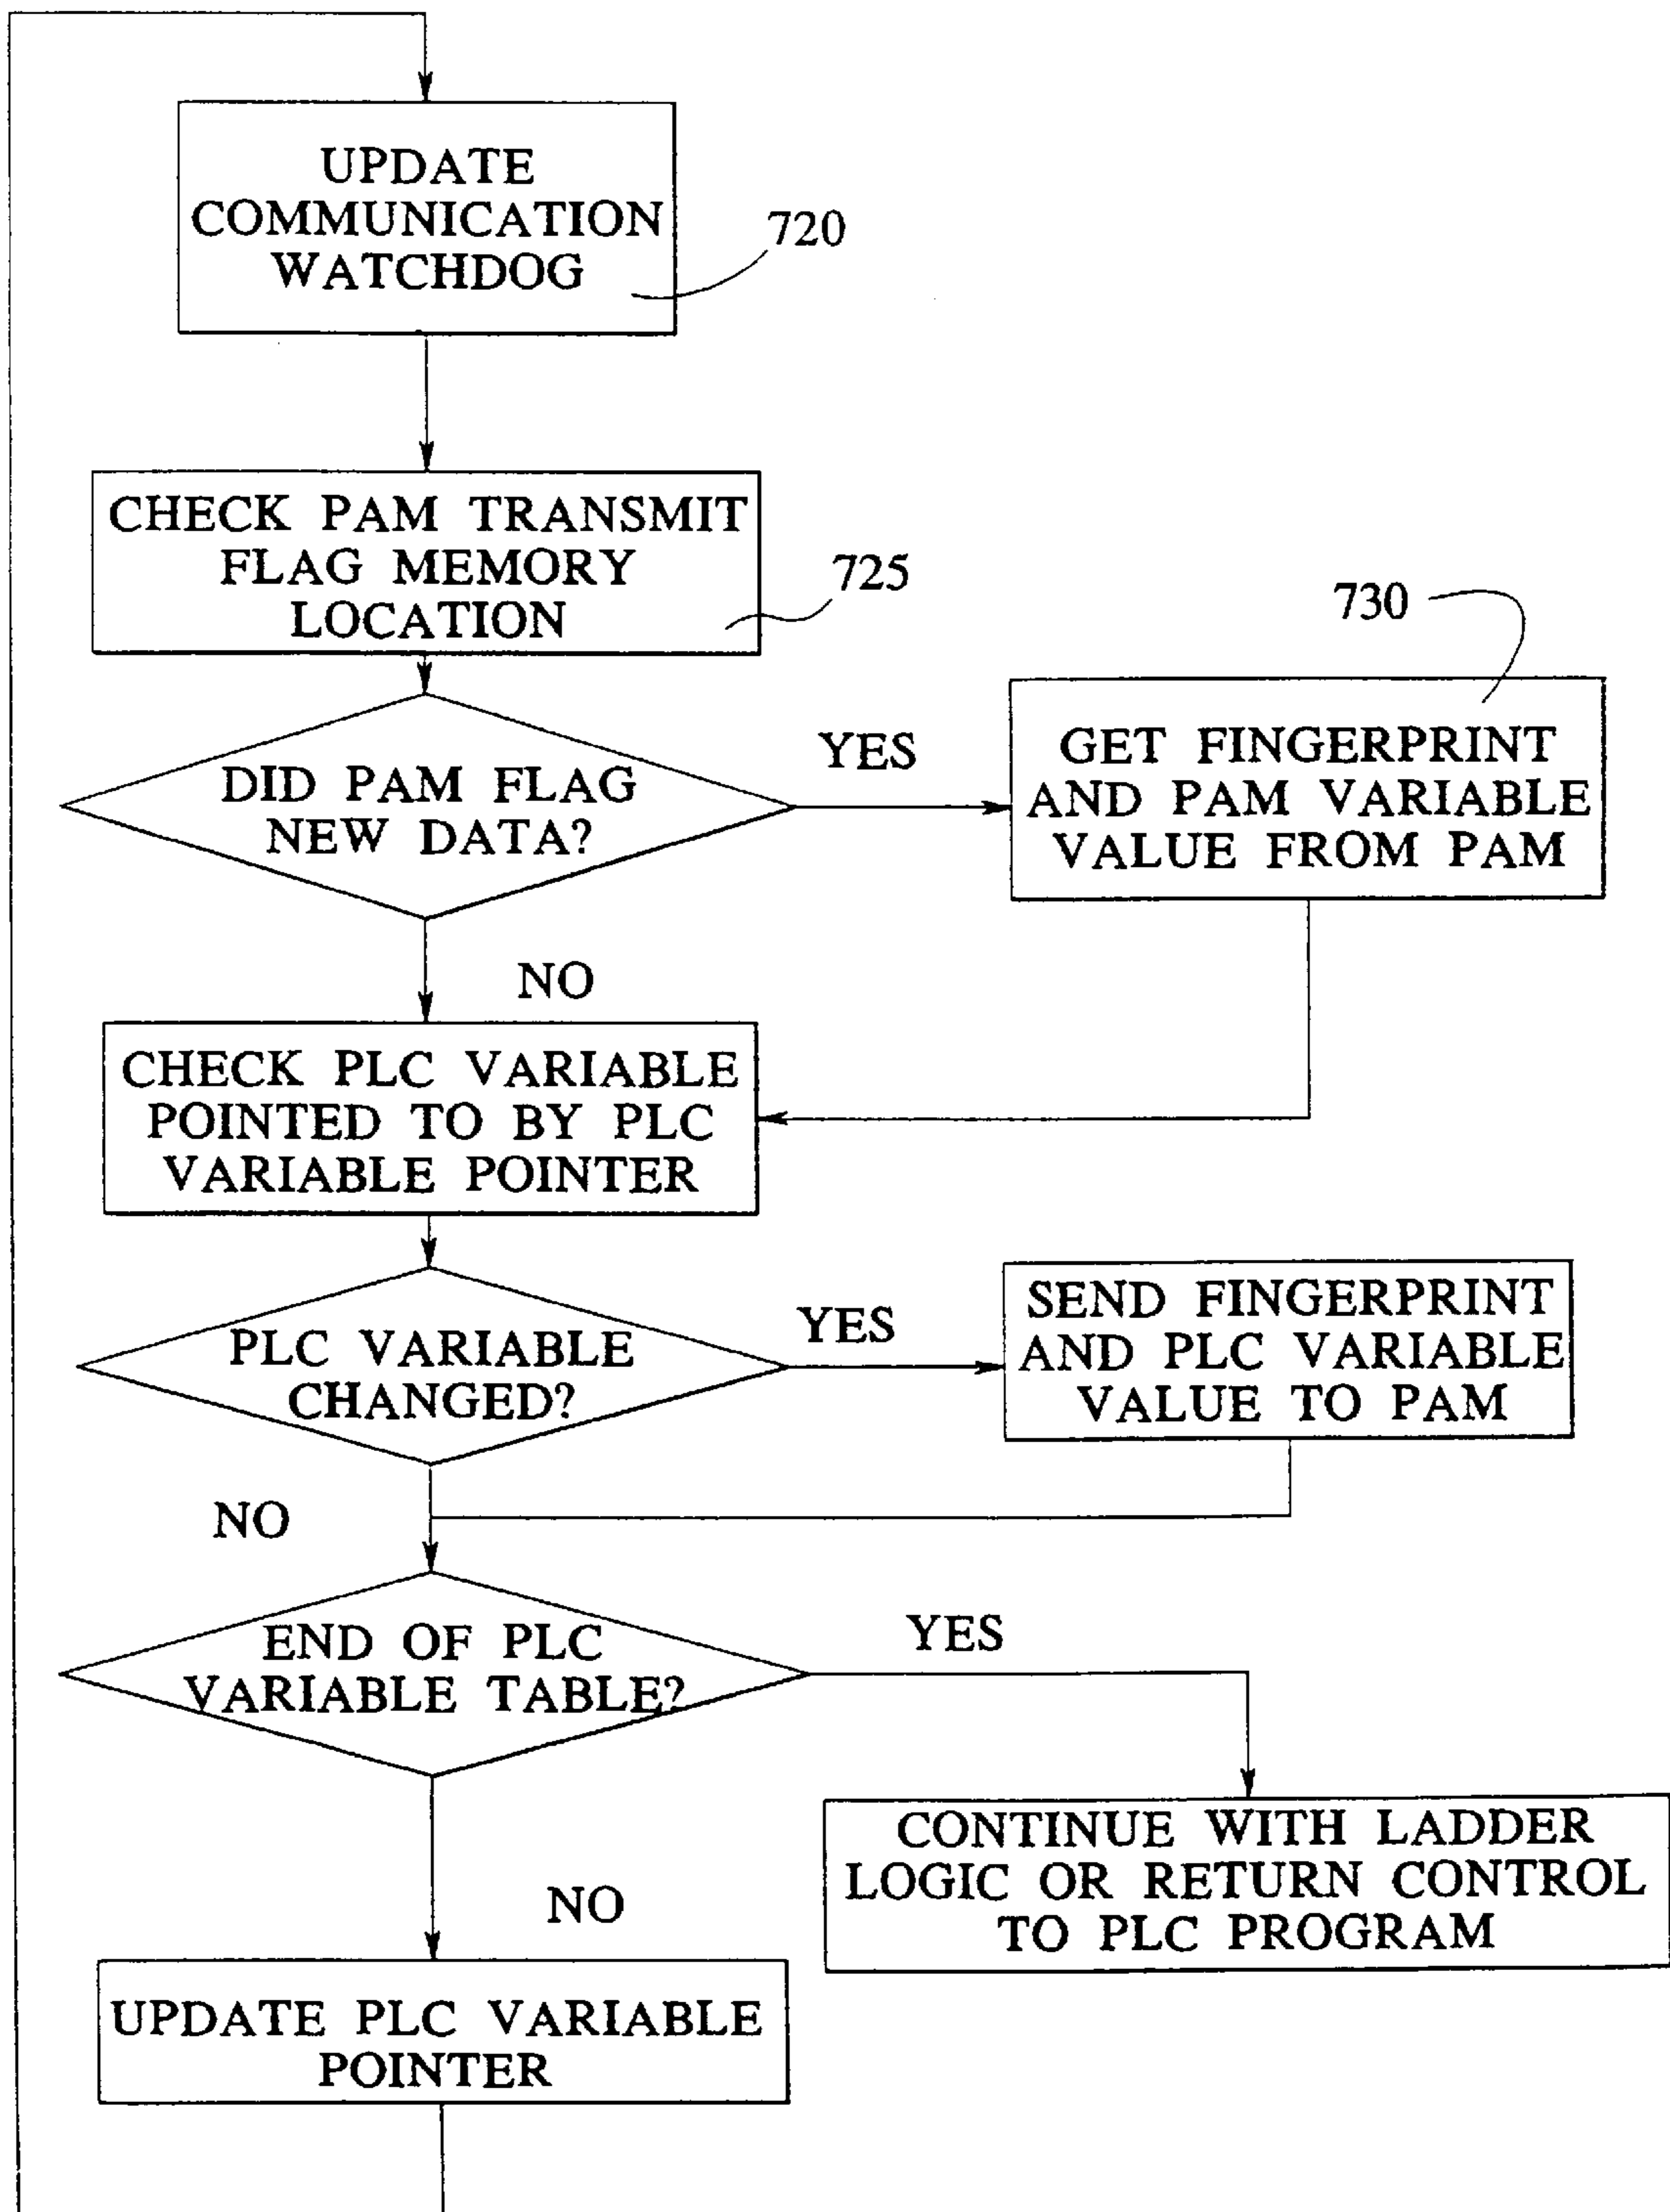 UPDATE
COMMUNICATION
WATCHDOG
720
CHECK PAM TRANSMIT
FLAG MEMORY
LOCATION
725
730
DID PAM FLAG
NEW DATA?
YES
GET FINGERPRINT
AND PAM VARIABLE
VALUE FROM PAM
NO
CHECK PLC VARIABLE
POINTED TO BY PLC
VARIABLE POINTER
PLC VARIABLE
CHANGED?
YES
SEND FINGERPRINT
AND PLC VARIABLE
VALUE TO PAM
NO
END OF PLC
VARIABLE TABLE?
YES
CONTINUE WITH LADDER
LOGIC OR RETURN CONTROL
TO PLC PROGRAM
NO
UPDATE PLC VARIABLE
POINTER